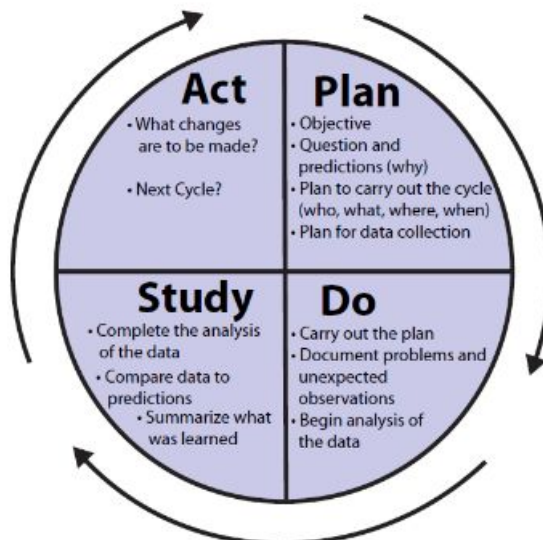 Act
• What changes
are to be made?
• Next Cycle?
Plan
• Objective
• Question and
predictions (why)
• Plan to carry out the cycle
(who, what, where, when)
• Plan for data collection
Study
• Complete the analysis
of the data
• Compare data to
predictions
• Summarize what
was learned
Do
• Carry out the plan
• Document problems and
unexpected
observations
• Begin analysis of
the data